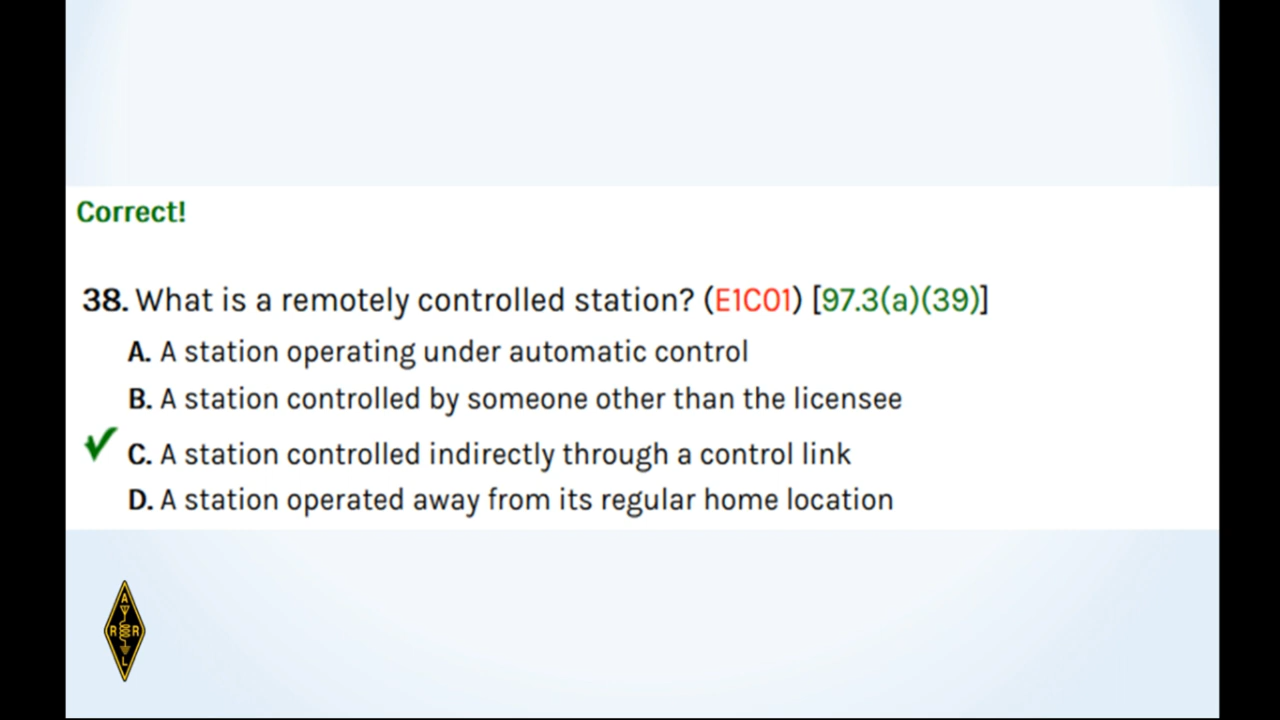 Correct!
38. What is a remotely controlled station? (E1C01) [97.3(a)(39)]
A. A station operating under automatic control
B. A station controlled by someone other than the licensee
C. A station controlled indirectly through a control link
D. A station operated away from its regular home location
A
R R
L